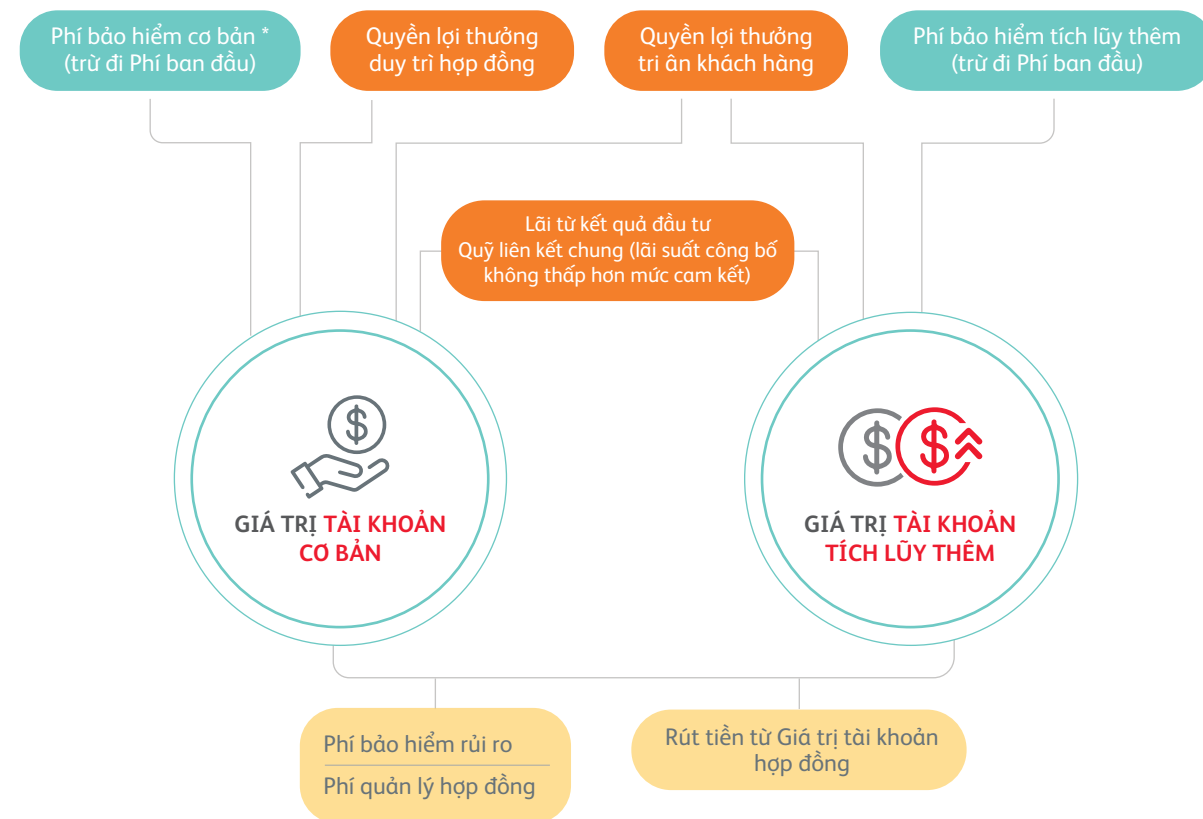 Phí bảo hiểm cơ bản *
(trừ đi Phí ban đầu)
Quyền lợi thưởng
duy trì hợp đồng
Quyền lợi thưởng
tri ân khách hàng
Phí bảo hiểm tích lũy thêm
(trừ đi Phí ban đầu)
Lãi từ kết quả đầu tư
Quỹ liên kết chung (lãi suất công bố
không thấp hơn mức cam kết)
$
GIÁ TRỊ TÀI KHOẢN
CƠ BẢN
$ $
GIÁ TRỊ TÀI KHOẢN
TÍCH LŨY THÊM
Phí bảo hiểm rủi ro
Phí quản lý hợp đồng
Rút tiền từ Giá trị tài khoản
hợp đồng